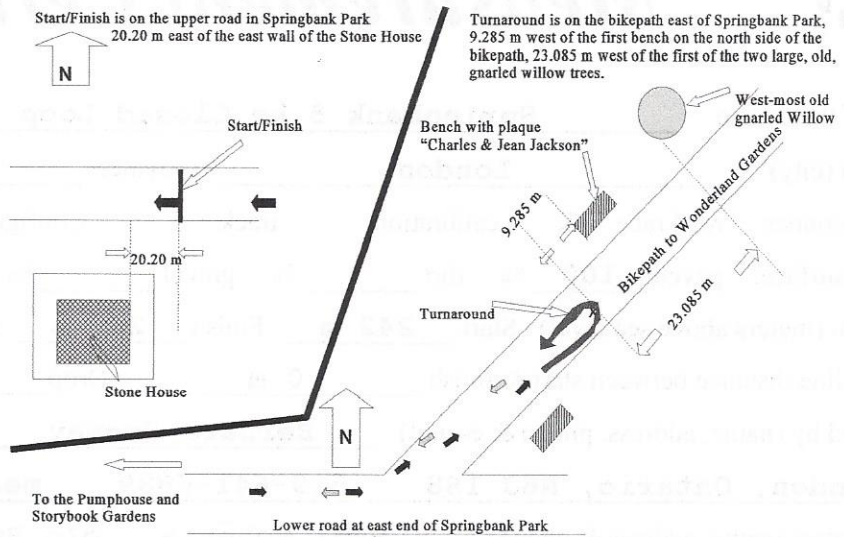 Start/Finish is on the upper road in Springbank Park
20.20 m east of the east wall of the Stone House
N
Start/Finish
20.20 m
Stone House
Turnaround is on the bikepath east of Springbank Park,
9.285 m west of the first bench on the north side of the
bikepath, 23.085 m west of the first of the two large, old,
gnarled willow trees.
West-most old
gnarled Willow
Bench with plaque
"Charles & Jean Jackson"
9.285 m
Bikepath to Wonderland Gardens
23.085 m
Turnaround
N
To the Pumphouse and
Storybook Gardens
Lower road at east end of Springbank Park